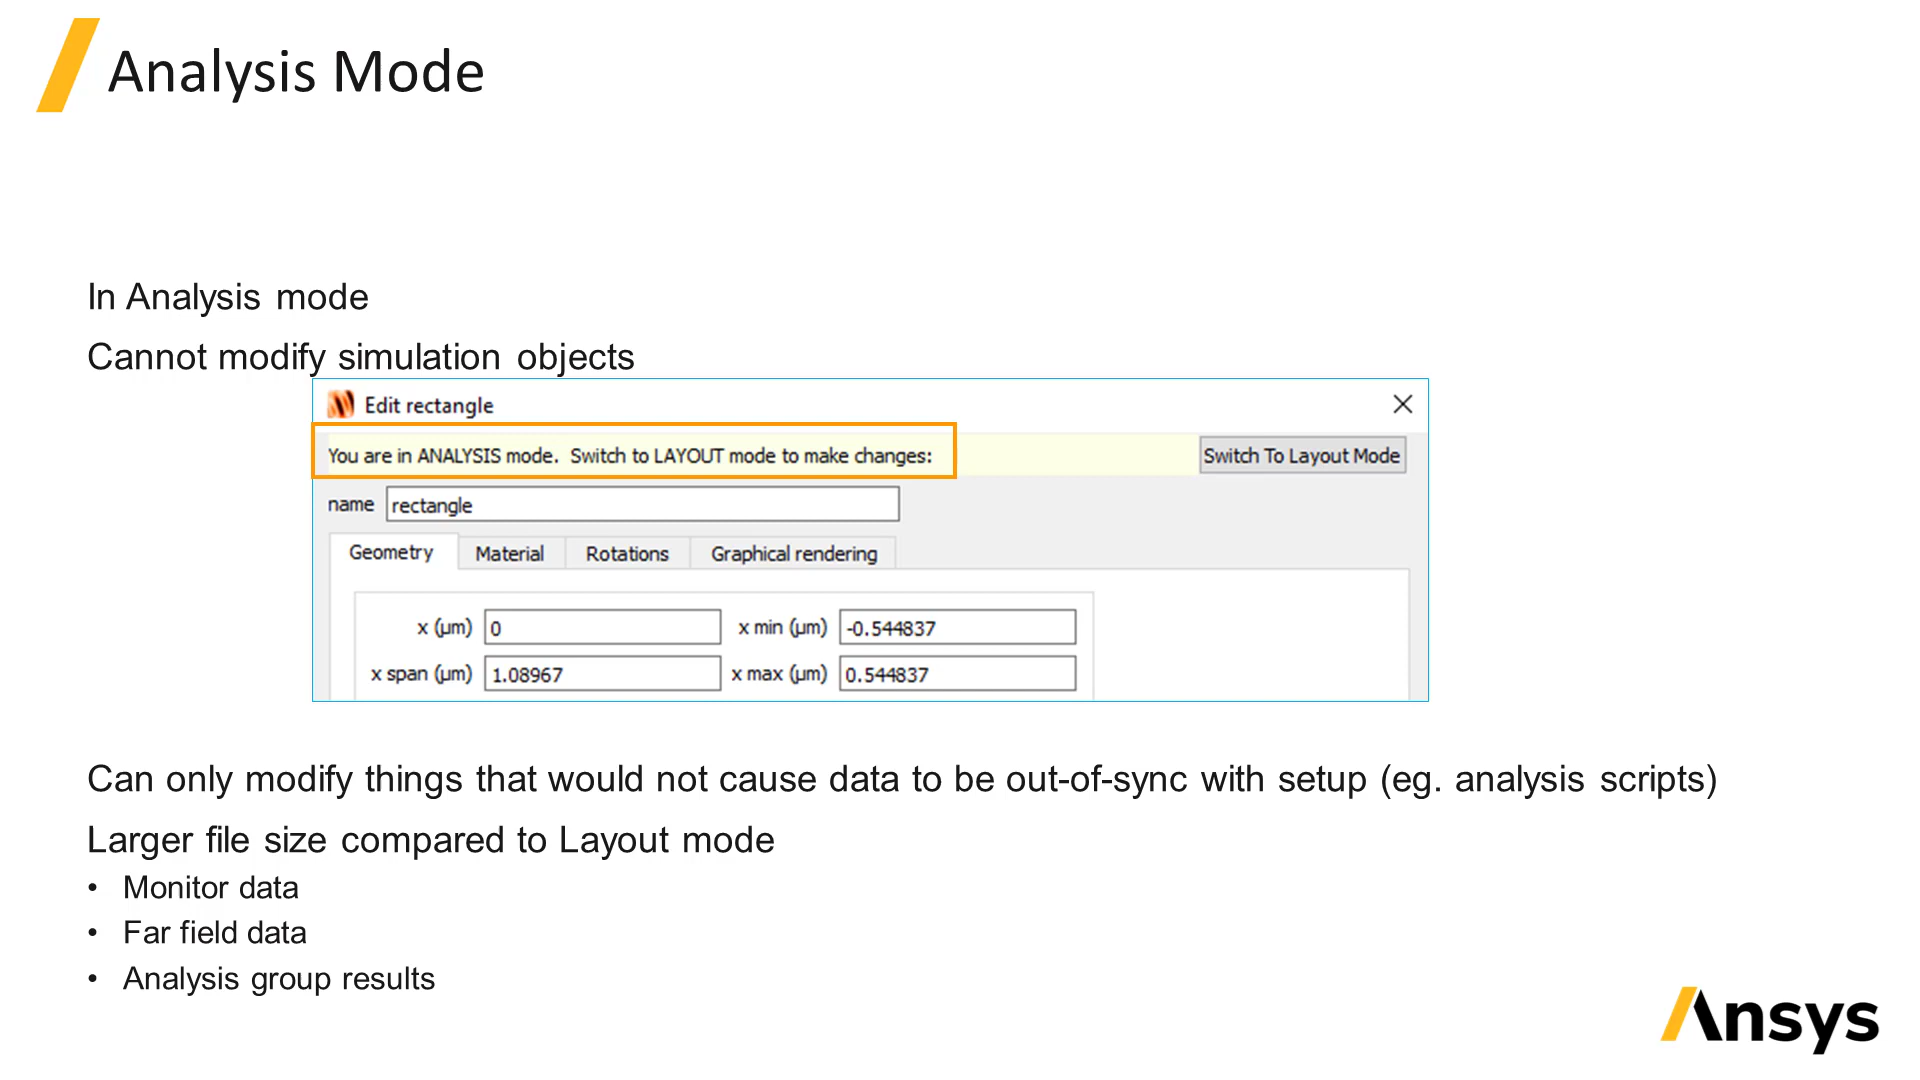 Analysis Mode
In Analysis mode
Cannot modify simulation objects
Edit rectangle
You are in ANALYSIS mode. Switch to LAYOUT mode to make changes:
Switch To Layout Mode
name rectangle
Geometry Material Rotations Graphical rendering
x (µm) 0 x min (µm) -0.544837
x span (µm) 1.08967 x max (µm) 0.544837
Can only modify things that would not cause data to be out-of-sync with setup (eg. analysis scripts)
Larger file size compared to Layout mode
• Monitor data
• Far field data
• Analysis group results
Ansys